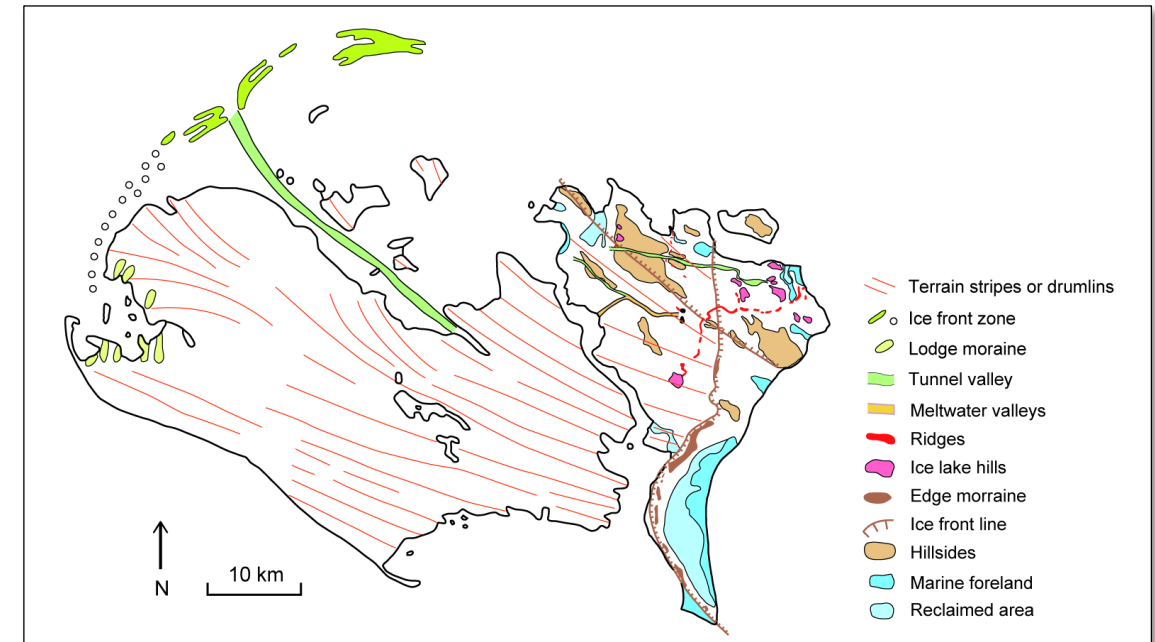 Terrain stripes or drumlins
Ice front zone
Lodge moraine
Tunnel valley
Meltwater valleys
Ridges
Ice lake hills
Edge morraine
Ice front line
Hillsides
Marine foreland
Reclaimed area
N
10 km